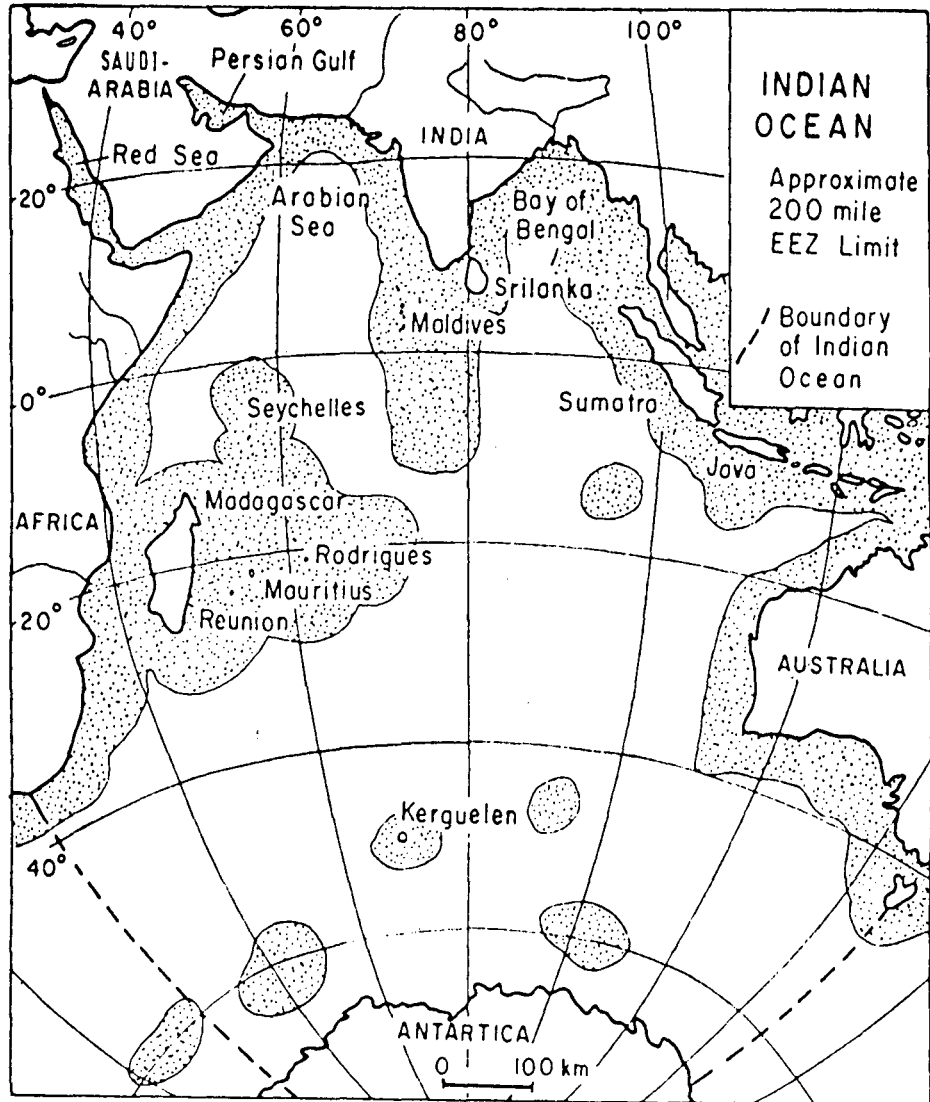 40°
60°
80°
100°
SAUDI-
ARABIA
Persian Gulf
INDIAN
OCEAN
Approximate
200 mile
EEZ Limit
Boundary
of Indian
Ocean
INDIA
Red Sea
20°
Arabian
Sea
Bay of
Bengal
Srilanka
Maldives
0°
Seychelles
Sumatra
Java
AFRICA
Madagascar
Rodrigues
Mauritius
Reunion
20°
AUSTRALIA
Kerguelen
40°
ANTARTICA
0 100 km